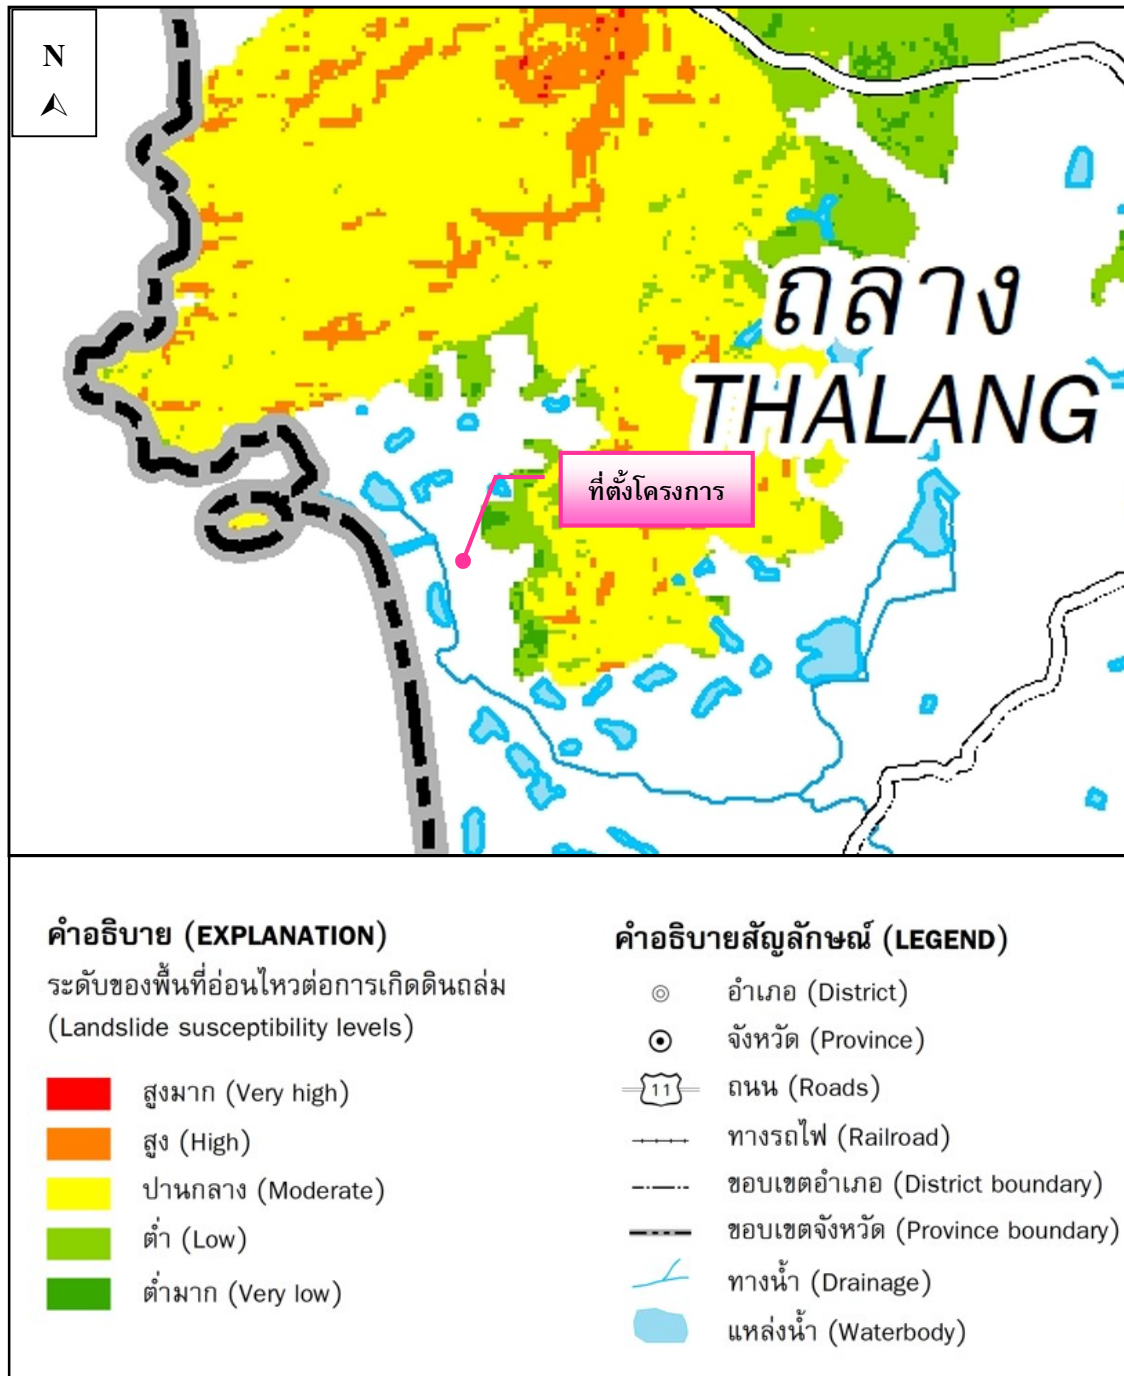 N
ถลาง
THALANG
ที่ตั้งโครงการ
คำอธิบาย (EXPLANATION)
ระดับของพื้นที่อ่อนไหวต่อการเกิดดินถล่ม
(Landslide susceptibility levels)
สูงมาก (Very high)
สูง (High)
ปานกลาง (Moderate)
ต่ำ (Low)
ต่ำมาก (Very low)
คำอธิบายสัญลักษณ์ (LEGEND)
อำเภอ (District)
จังหวัด (Province)
11 ถนน (Roads)
ทางรถไฟ (Railroad)
ขอบเขตอำเภอ (District boundary)
ขอบเขตจังหวัด (Province boundary)
ทางน้ำ (Drainage)
แหล่งน้ำ (Waterbody)